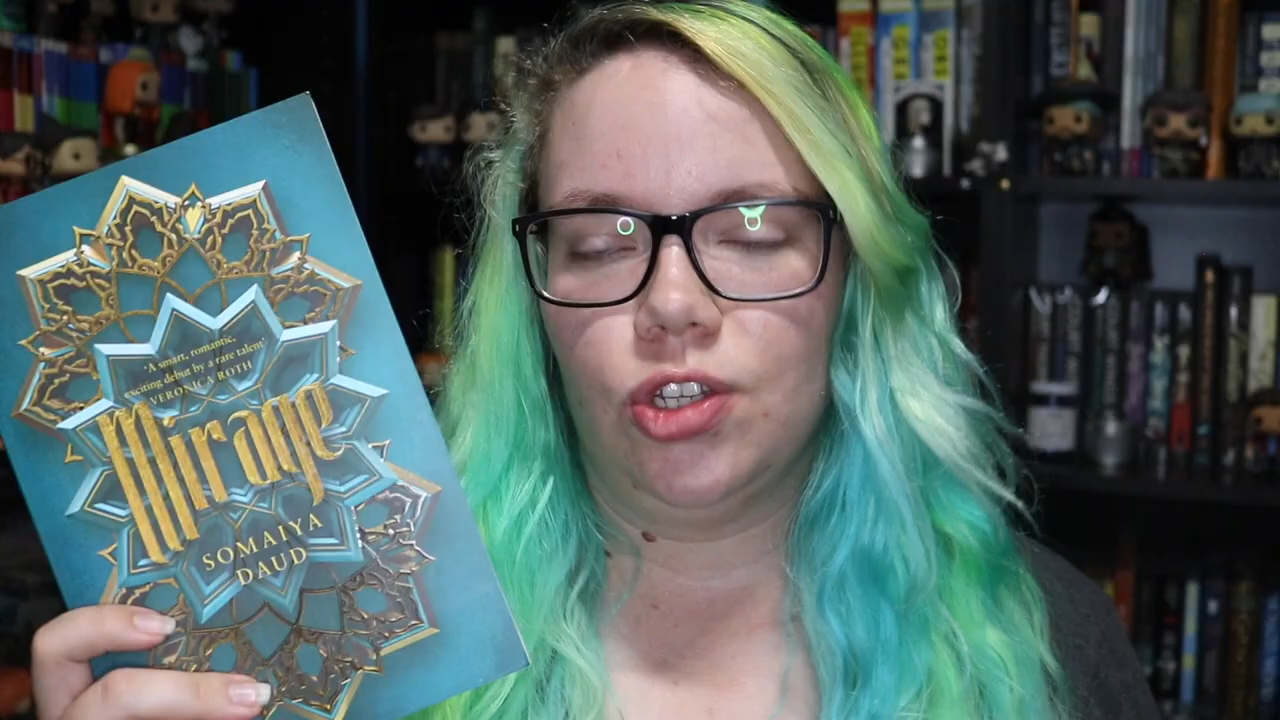 'A smart, romantic,
exciting debut by a rare talent'
VERONICA ROTH
Mirage
SOMAIYA
DAUD